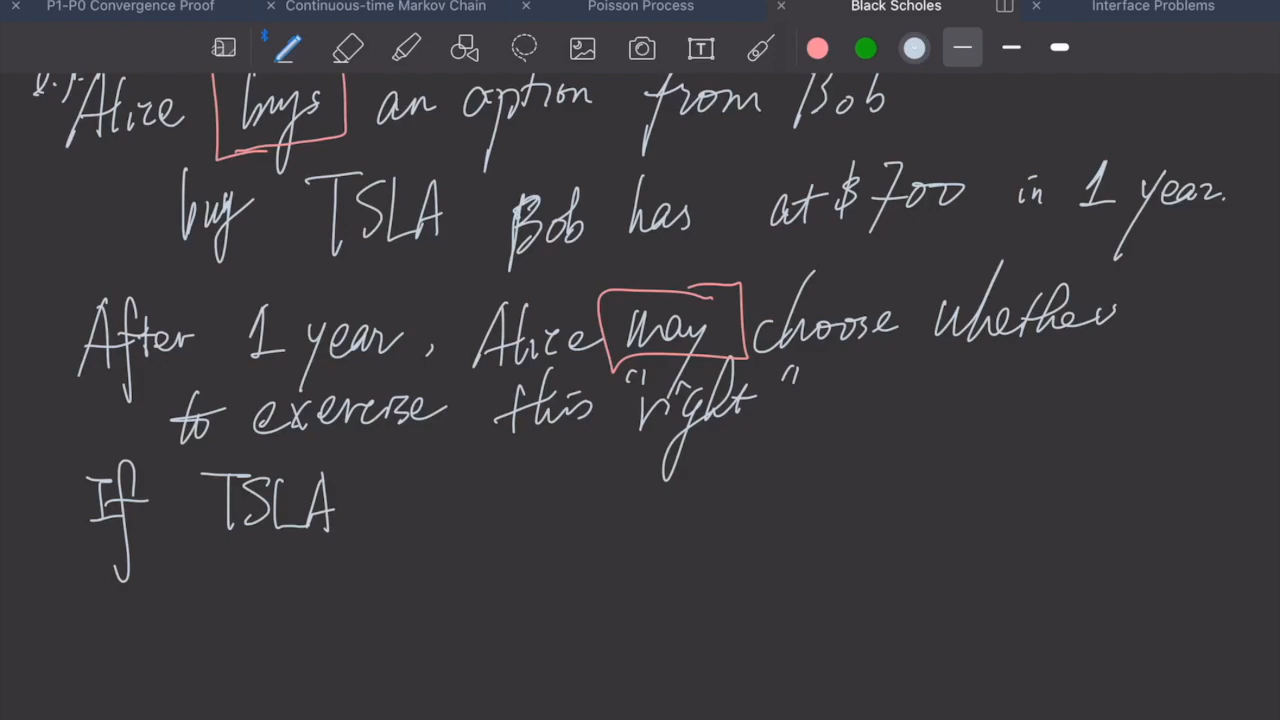 P1-P0 Convergence Proof
Continuous-time Markov Chain
Poisson Process
Black Scholes
Interface Problems
Alice buys an option from Bob
buy TSLA Bob has at $700 in 1 year.
After 1 year, Alice may choose whether
to exercise this "right"
If TSLA